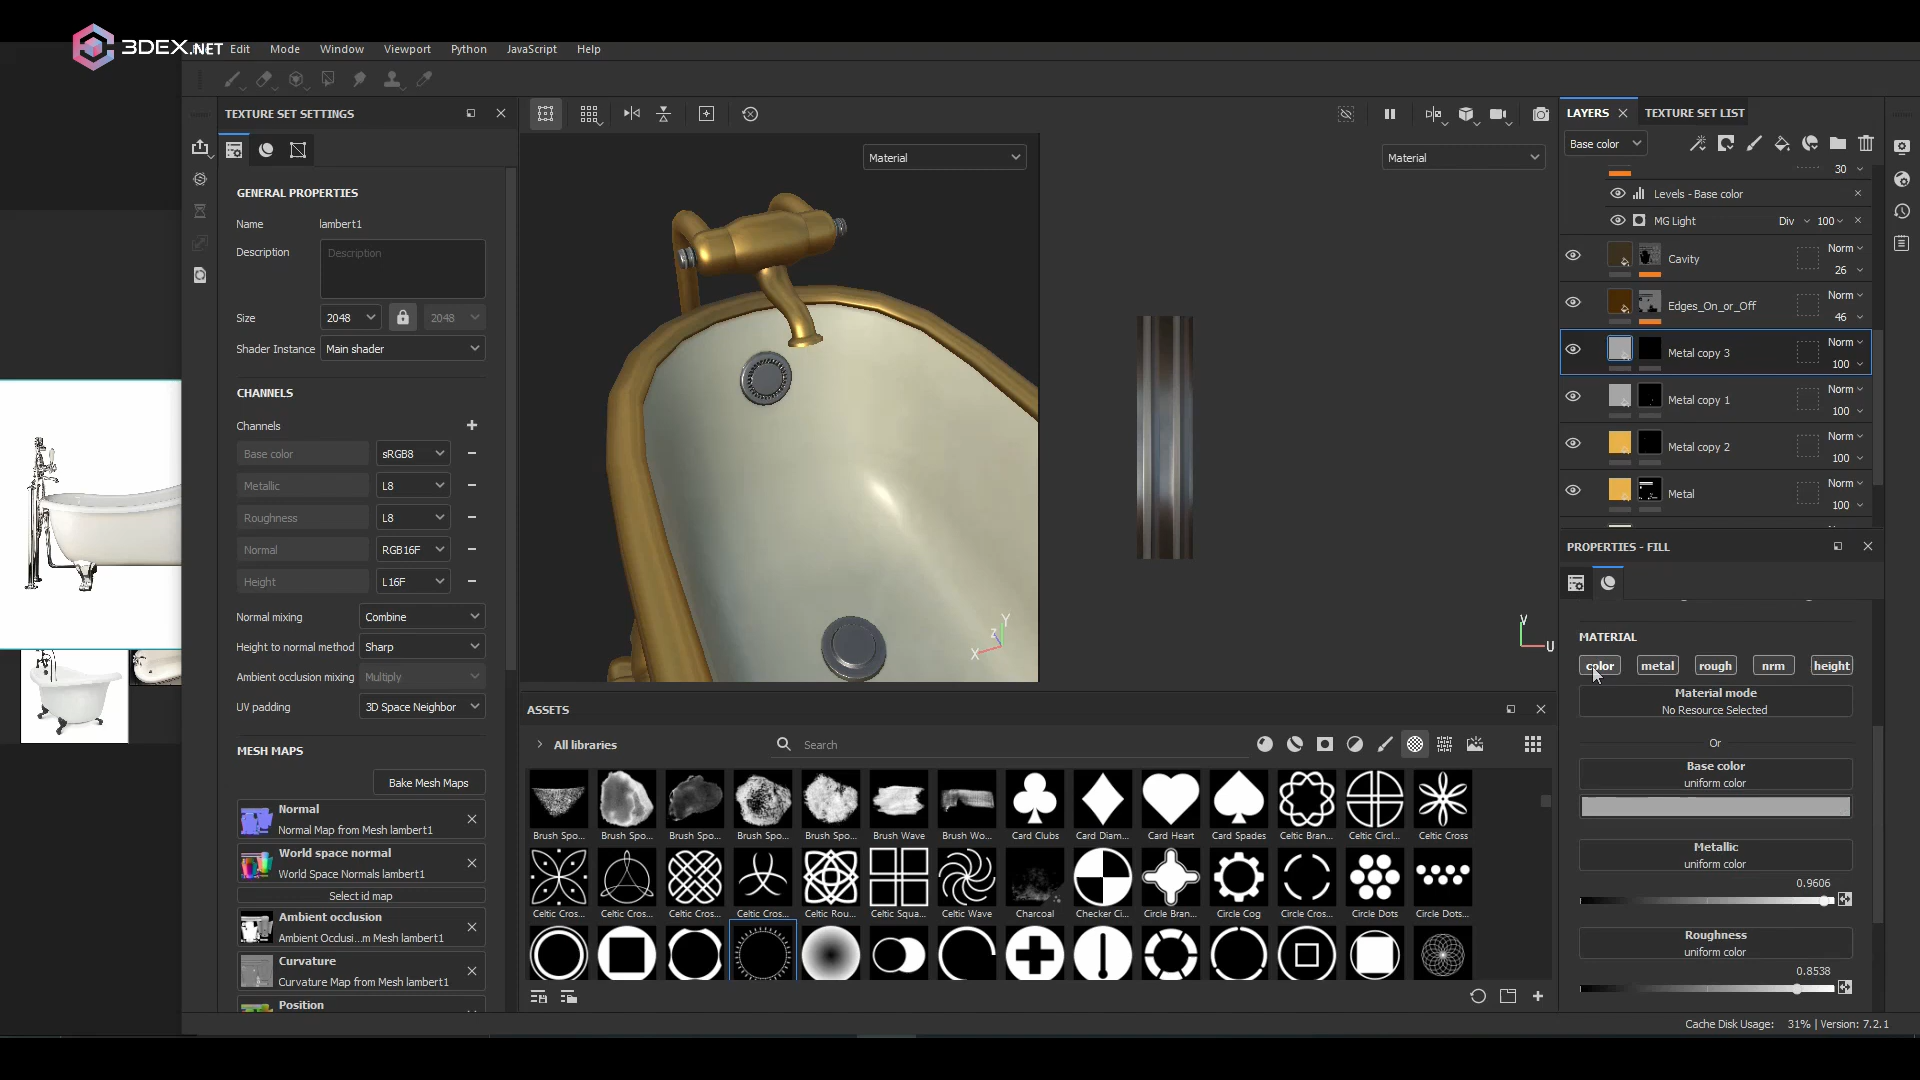 3DEX.NET
Edit Mode Window Viewport Python JavaScript Help
TEXTURE SET SETTINGS
GENERAL PROPERTIES
Name lambert1
Description Description
Size 2048 2048
Shader Instance Main shader
CHANNELS
Channels
Base color sRGB8
Metallic L8
Roughness L8
Normal RGB16F
Height L16F
Normal mixing Combine
Height to normal method Sharp
Ambient occlusion mixing Multiply
UV padding 3D Space Neighbor
MESH MAPS
Bake Mesh Maps
Normal
Normal Map from Mesh lambert1
World space normal
World Space Normals lambert1
Select id map
Ambient occlusion
Ambient Occlusi...m Mesh lambert1
Curvature
Curvature Map from Mesh lambert1
Position
Material
Y
Z
X
Material
V
U
ASSETS
All libraries Search
Brush Spo... Brush Spo... Brush Spo... Brush Spo... Brush Spo... Brush Wave Brush Wo... Card Clubs Card Diam... Card Heart Card Spades Celtic Bran... Celtic Circl... Celtic Cross
Celtic Cros... Celtic Cros... Celtic Cros... Celtic Cros... Celtic Rou... Celtic Squa... Celtic Wave Charcoal Checker Ci... Circle Bran... Circle Cog Circle Cros... Circle Dots Circle Dots...
LAYERS TEXTURE SET LIST
Base color
30
Levels - Base color
MG Light Div 100
Cavity Norm 26
Edges_On_or_Off Norm 46
Metal copy 3 Norm 100
Metal copy 1 Norm 100
Metal copy 2 Norm 100
Metal Norm 100
PROPERTIES - FILL
MATERIAL
color metal rough nrm height
Material mode
No Resource Selected
Or
Base color
uniform color
Metallic
uniform color
0.9606
Roughness
uniform color
0.8538
Cache Disk Usage: 31% | Version: 7.2.1